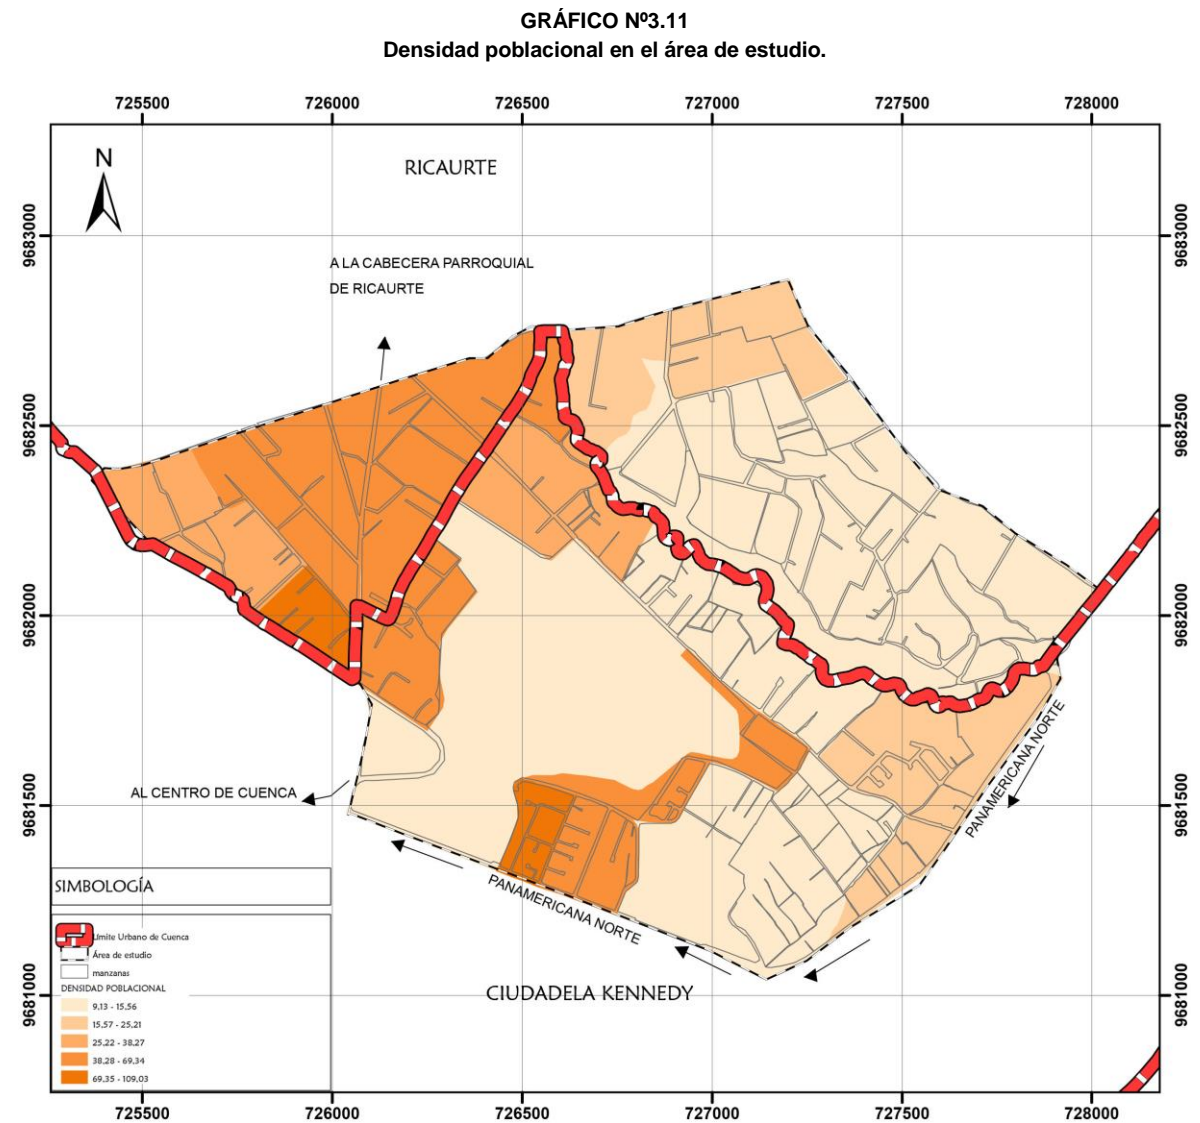 GRÁFICO Nº3.11
Densidad poblacional en el área de estudio.
725500 726000 726500 727000 727500 728000
N
RICAURTE
9683000 9683000
A LA CABECERA PARROQUIAL
DE RICAURTE
9682500 9682500
9682000 9682000
PANAMERICANA NORTE
AL CENTRO DE CUENCA
9681500 9681500
PANAMERICANA NORTE
SIMBOLOGÍA
Limite Urbano de Cuenca
Área de estudio
manzanas
DENSIDAD POBLACIONAL
9,13 - 15,56
15,57 - 25,21
25,22 - 38,27
38,28 - 69,34
69,35 - 109,03
CIUDADELA KENNEDY
9681000 9681000
725500 726000 726500 727000 727500 728000